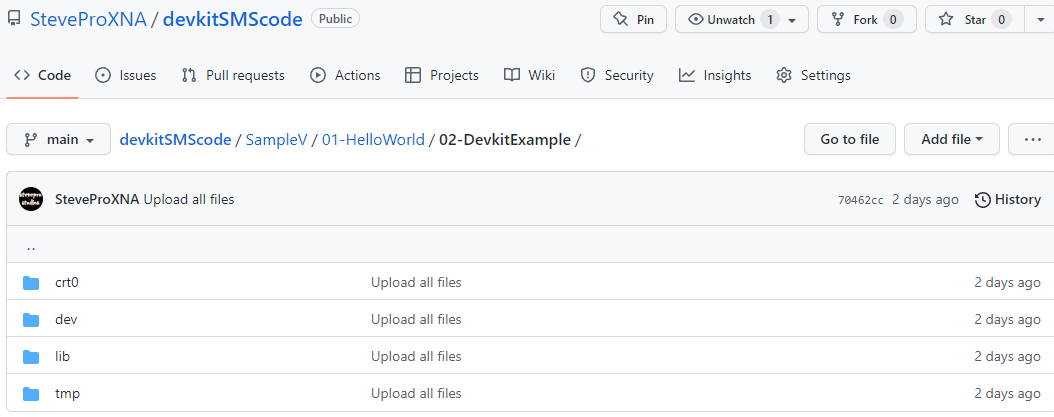 SteveProXNA / devkitSMScode Public Pin Unwatch 1 Fork 0 Star 0
Code Issues Pull requests Actions Projects Wiki Security Insights Settings
main devkitSMScode / SampleV / 01-HelloWorld / 02-DevkitExample / Go to file Add file ...
stevepro studios SteveProXNA Upload all files 70462cc 2 days ago History
..
crt0 Upload all files 2 days ago
dev Upload all files 2 days ago
lib Upload all files 2 days ago
tmp Upload all files 2 days ago